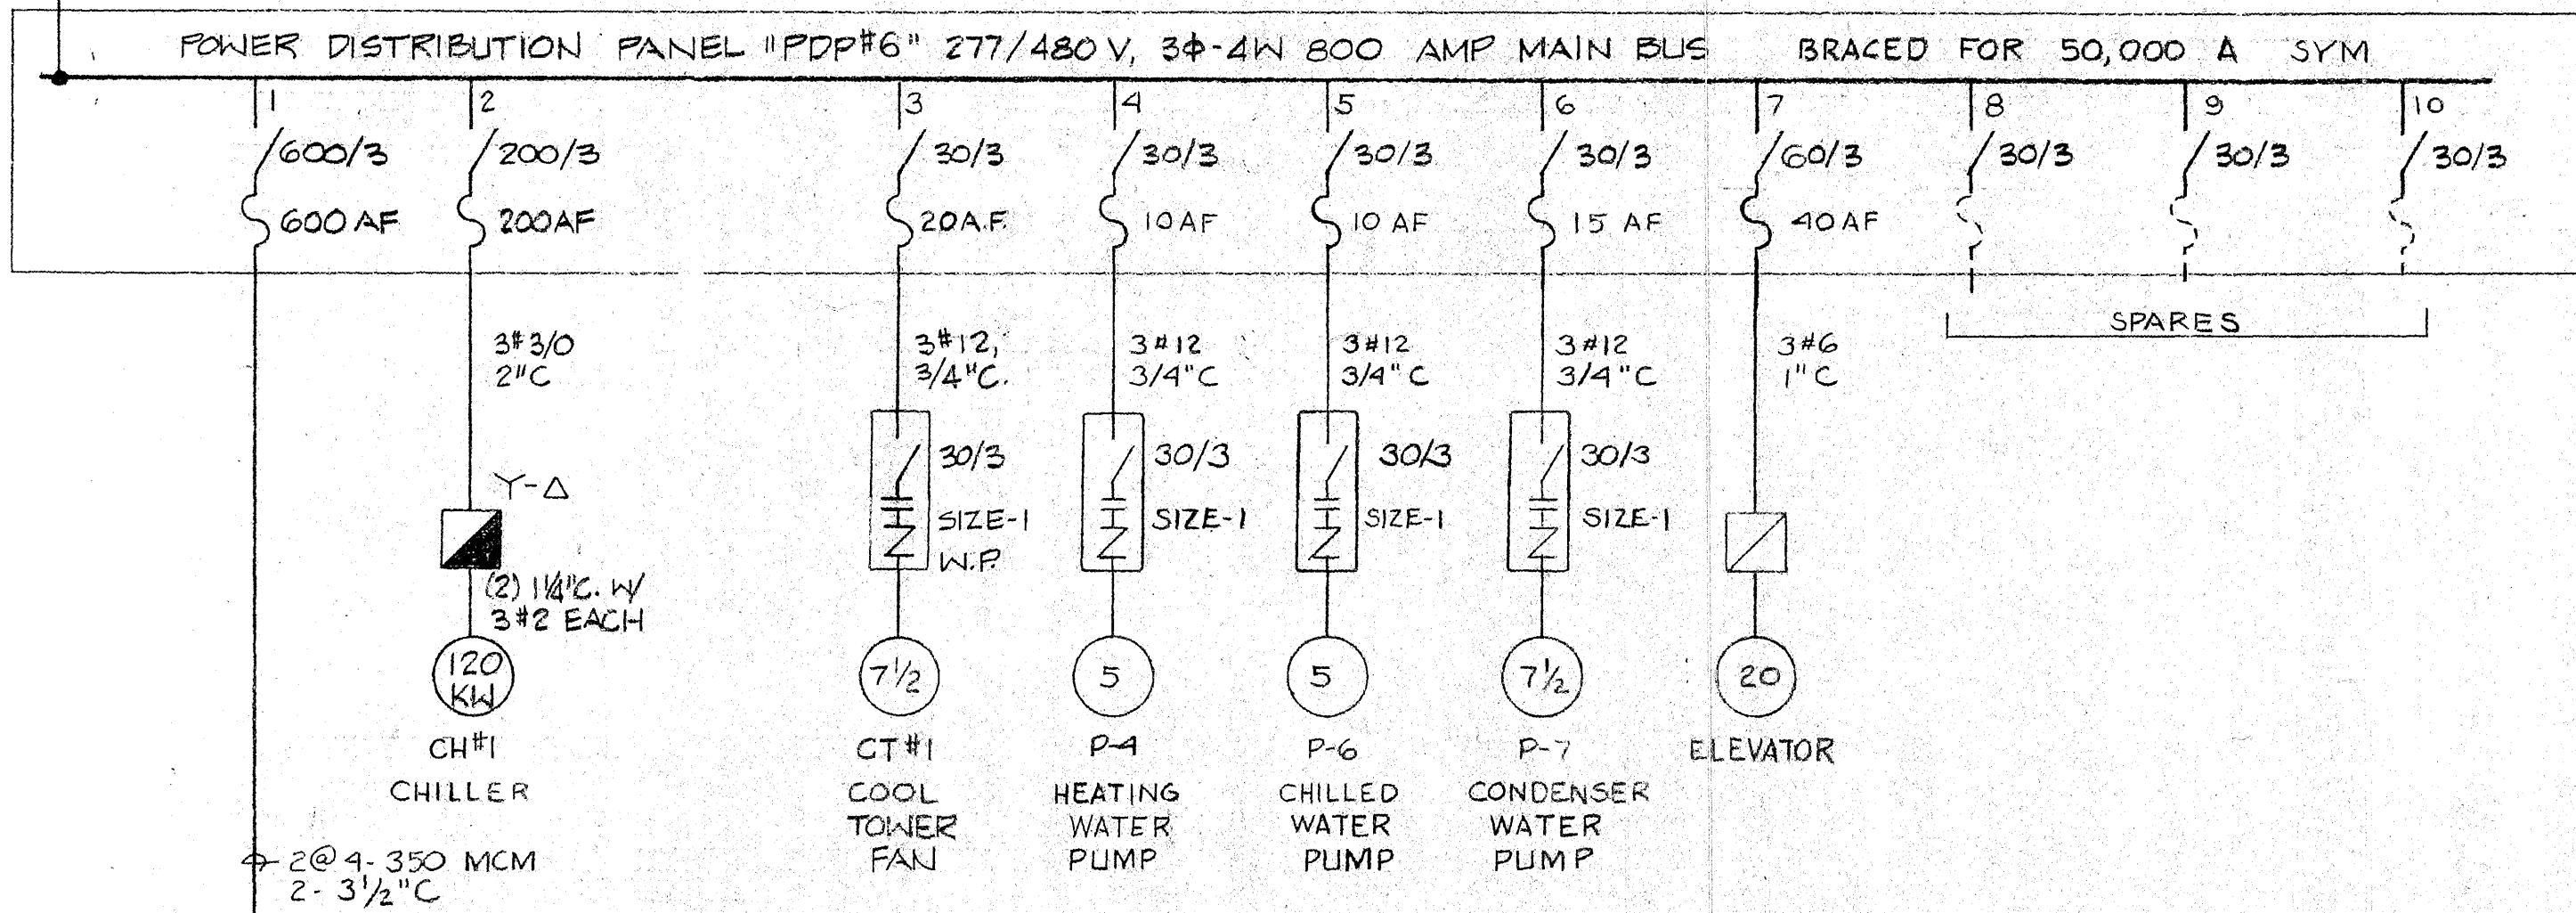 POWER DISTRIBUTION PANEL "PDP#6" 277/480V, 3Φ-4W 800 AMP MAIN BUS BRACED FOR 50,000 A SYM
1 2 3 4 5 6 7 8 9 10
600/3 200/3 30/3 30/3 30/3 30/3 60/3 30/3 30/3 30/3
600 AF 200AF 20A.F. 10AF 10 AF 15 AF 40AF
SPARES
3#3/0 3#12, 3#12 3#12 3#12 3#6
2"C 3/4"C. 3/4"C 3/4"C 3/4"C 1"C
30/3 30/3 30/3 30/3
Y-Δ
SIZE-1 SIZE-1 SIZE-1 SIZE-1
W.P.
(2) 1¼"C. W/
3#2 EACH
120 7½ 5 5 7½ 20
KW
CH#1 CT#1 P-4 P-6 P-7 ELEVATOR
CHILLER COOL HEATING CHILLED CONDENSER
TOWER WATER WATER WATER
FAN PUMP PUMP PUMP
2@4-350 MCM
2-3½"C